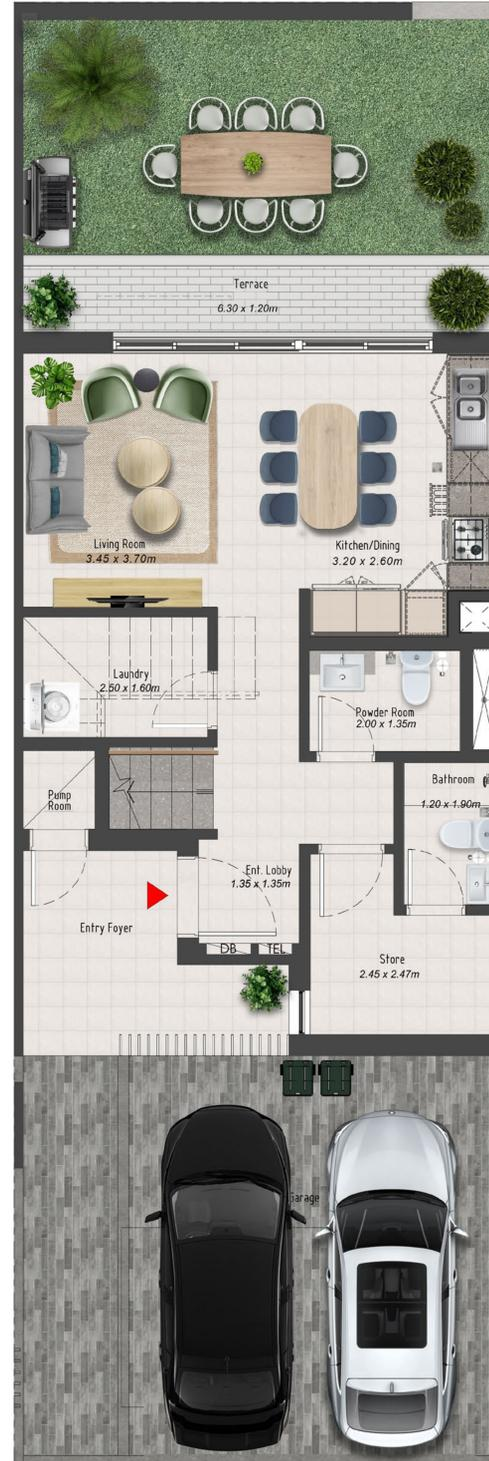 Terrace
6.30 x 1.20m
Living Room
3.45 x 3.70m
Kitchen/Dining
3.20 x 2.60m
Laundry
2.50 x 1.60m
Powder Room
2.00 x 1.35m
Pump
Room
Bathroom
1.20 x 1.90m
Ent. Lobby
1.35 x 1.35m
Entry Foyer
DB
TEL
Store
2.45 x 2.47m
Garage